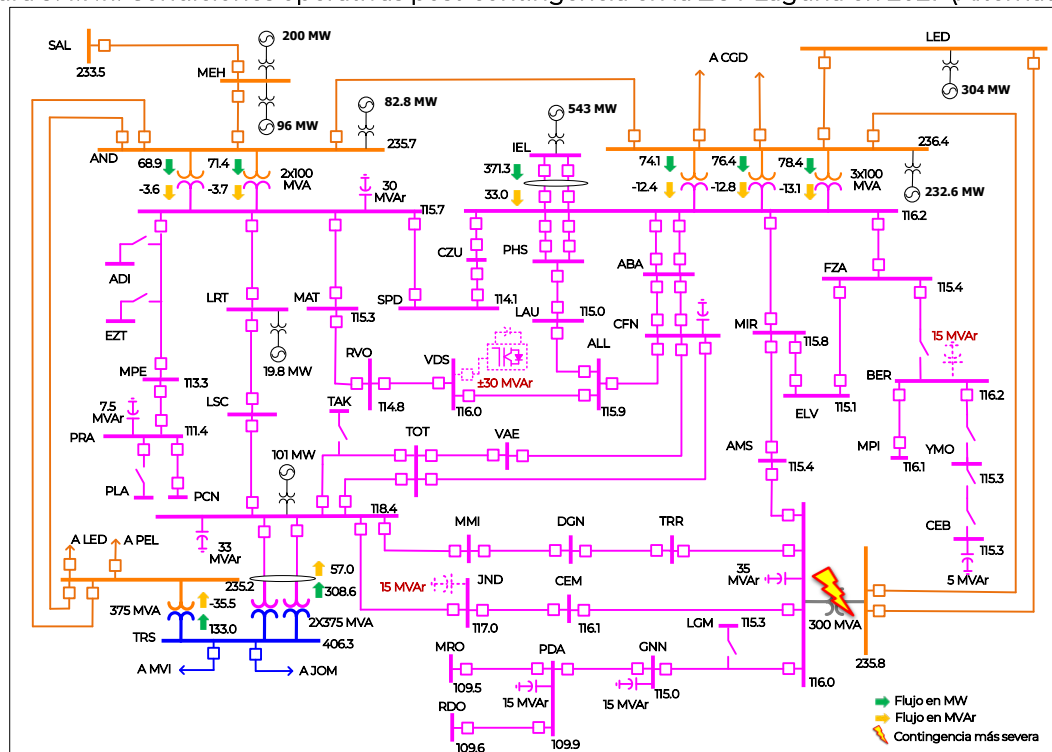 SAL
233.5
MEH
200 MW
96 MW
82.8 MW
543 MW
A CGD
LED
304 MW
AND
235.7
68.9
71.4
-3.6
-3.7
2x100
MVA
30
MVAr
115.7
IEL
371.3
33.0
236.4
74.1
76.4
78.4
-12.4
-12.8
-13.1
3x100
MVA
232.6 MW
116.2
ADI
EZT
LRT
MAT
115.3
SPD
CZU
114.1
PHS
LAU
115.0
ABA
CFN
ALL
FZA
115.4
MIR
115.8
ELV
115.1
15 MVAr
BER
116.2
MPE
113.3
7.5
MVAr
PRA
111.4
PLA
PCN
19.8 MW
LSC
RVO
114.8
VDS
116.0
±30 MVAr
115.9
TAK
TOT
VAE
AMS
115.4
MPI
116.1
YMO
115.3
CEB
115.3
5 MVAr
101 MW
118.4
33
MVAr
MMI
DGN
TRR
A LED
A PEL
235.2
57.0
308.6
375 MVA
-35.5
133.0
2X375 MVA
TRS
406.3
A MVI
A JOM
15 MVAr
JND
117.0
CEM
116.1
35
MVAr
300 MVA
235.8
LGM
115.3
116.0
MRO
109.5
RDO
109.6
PDA
15 MVAr
109.9
GNN
15 MVAr
115.0
Flujo en MW
Flujo en MVAr
Contingencia más severa